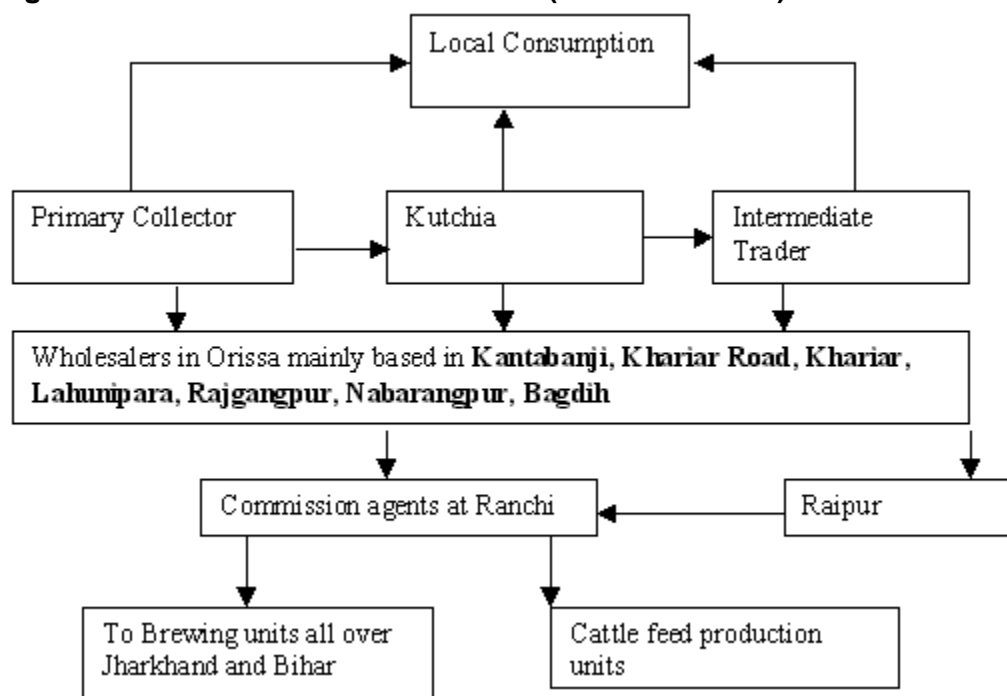 Local Consumption
Primary Collector
Kutchia
Intermediate
Trader
Wholesalers in Orissa mainly based in Kantabanji, Khariar Road, Khariar,
Lahunipara, Rajgangpur, Nabarangpur, Bagdih
Commission agents at Ranchi
Raipur
To Brewing units all over
Jharkhand and Bihar
Cattle feed production
units